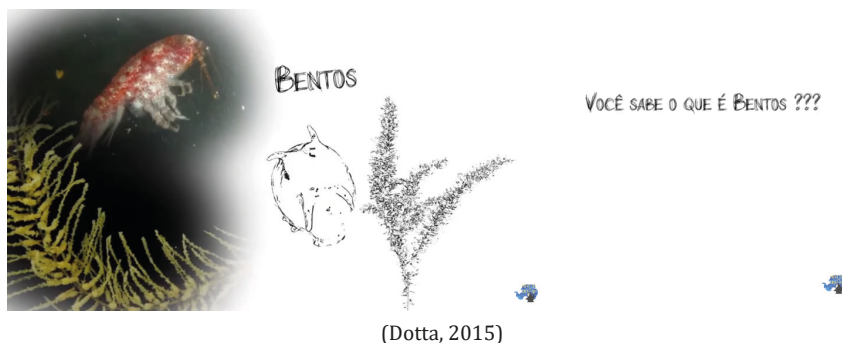 BENTOS
VOCÊ SABE O QUE É BENTOS ???
(Dotta, 2015)